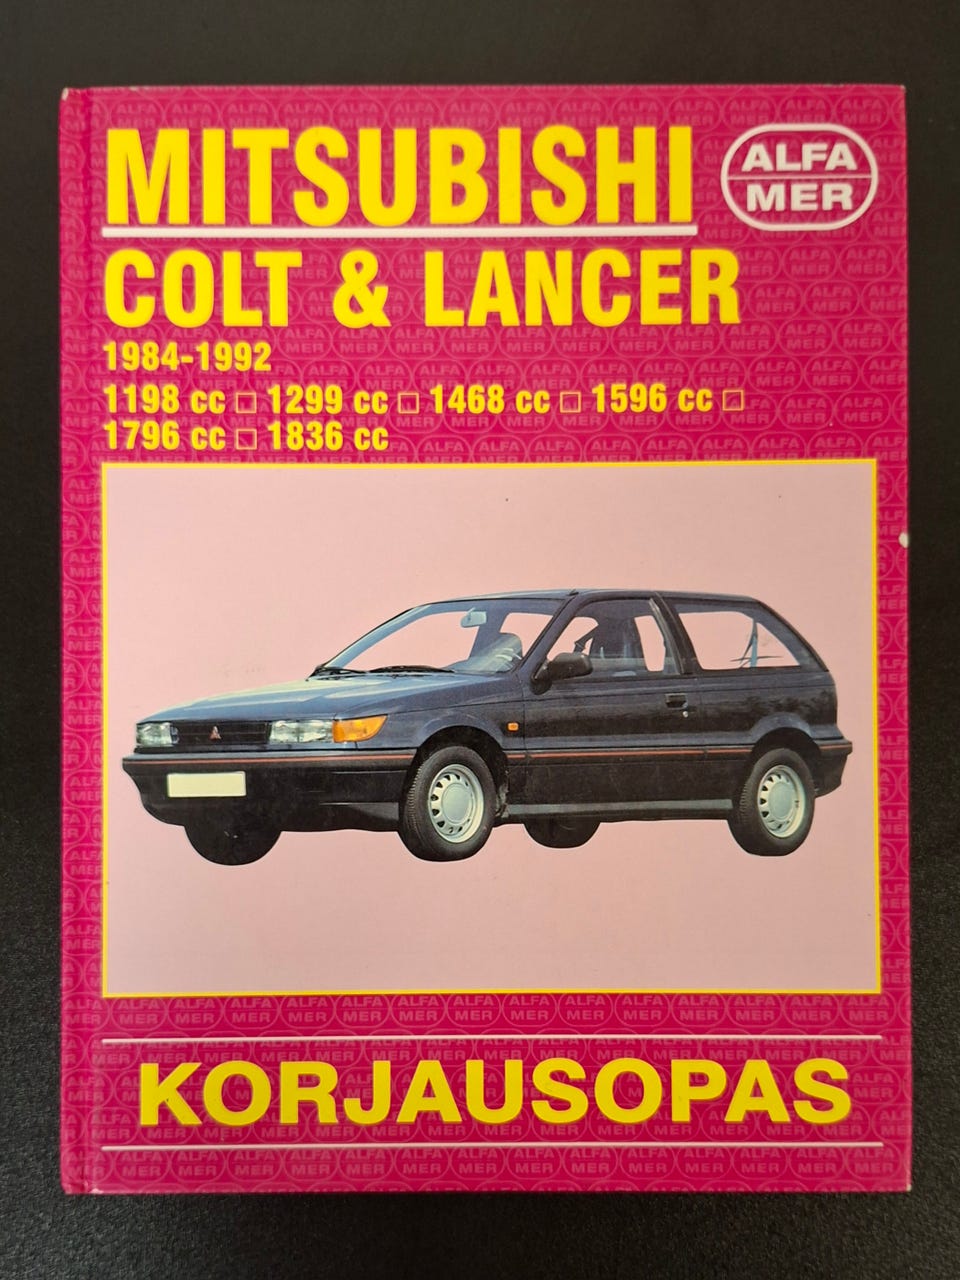 MITSUBISHI
ALFA
MER
COLT & LANCER
1984-1992
1198 cc □ 1299 cc □ 1468 cc □ 1596 cc □
1796 cc □ 1836 cc
KORJAUSOPAS